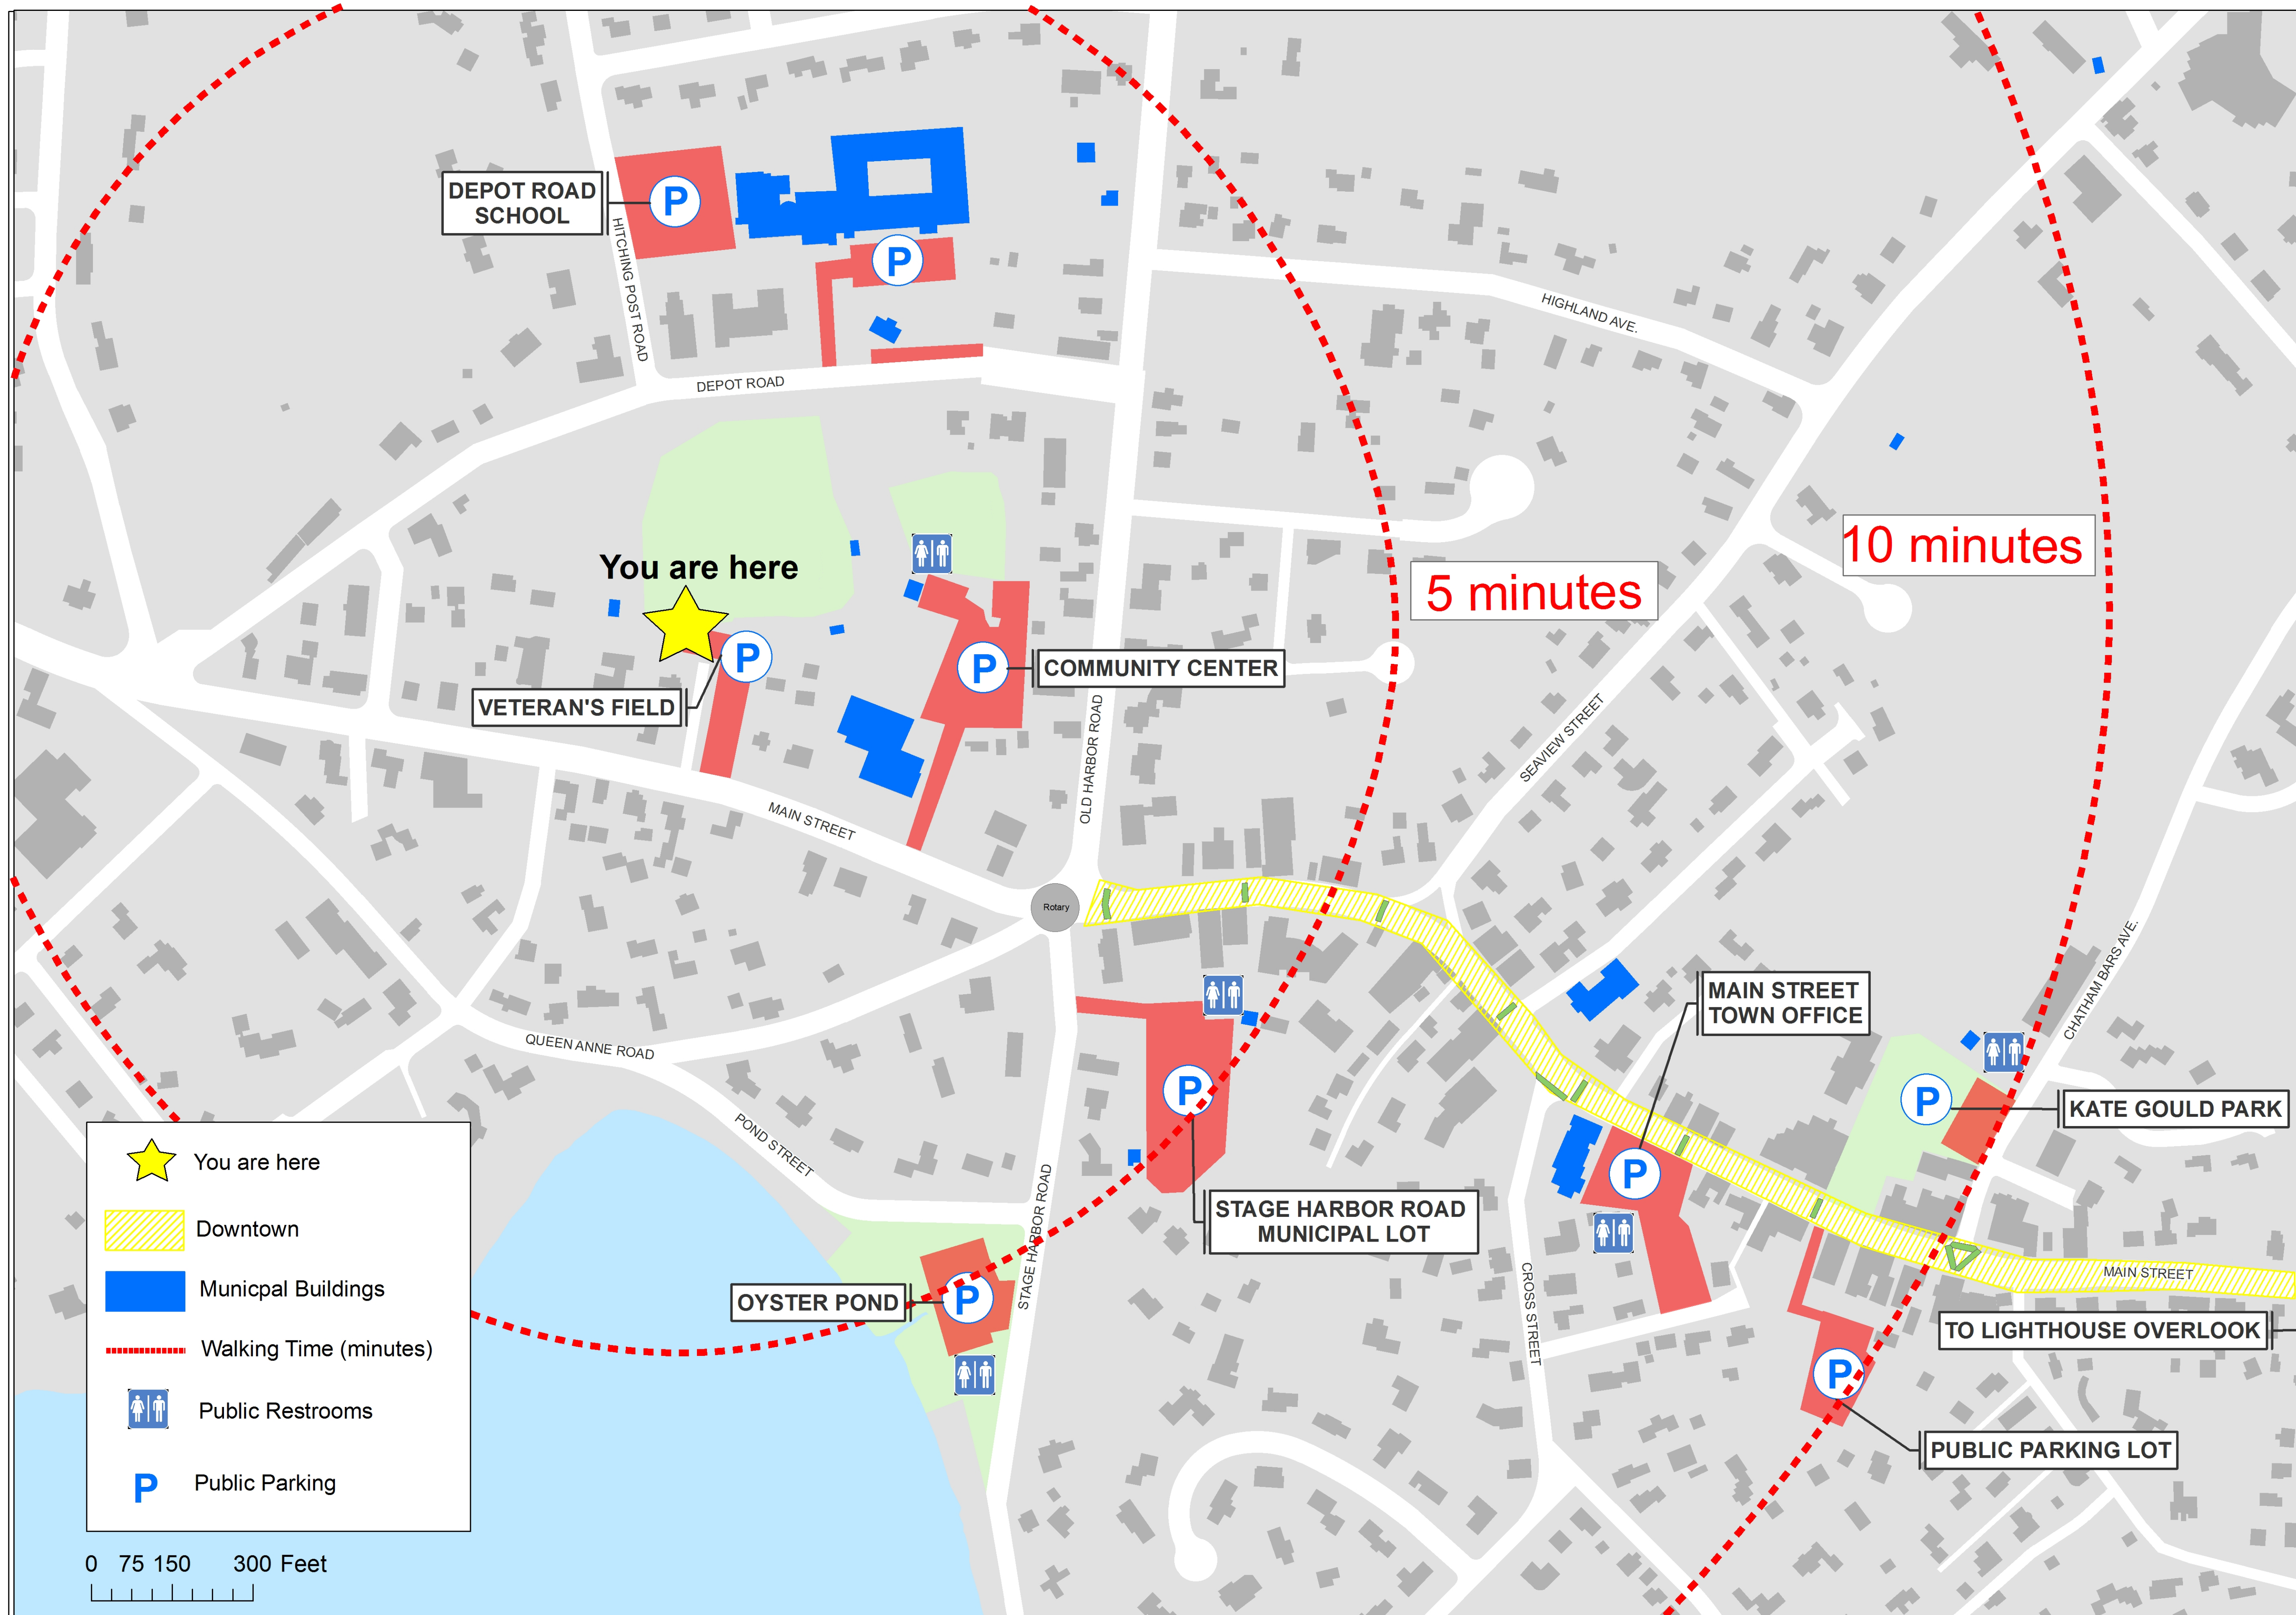 DEPOT ROAD
SCHOOL
P
P
HITCHING POST ROAD
HIGHLAND AVE.
DEPOT ROAD
10 minutes
You are here
5 minutes
P
P
COMMUNITY CENTER
VETERAN'S FIELD
OLD HARBOR ROAD
SEAVIEW STREET
MAIN STREET
Rotary
MAIN STREET
TOWN OFFICE
CHATHAM BARS AVE.
QUEEN ANNE ROAD
P
P
KATE GOULD PARK
POND STREET
P
STAGE HARBOR ROAD
MUNICIPAL LOT
STAGE HARBOR ROAD
MAIN STREET
OYSTER POND
P
CROSS STREET
TO LIGHTHOUSE OVERLOOK
P
PUBLIC PARKING LOT
You are here
Downtown
Municpal Buildings
Walking Time (minutes)
Public Restrooms
P Public Parking
0 75 150 300 Feet